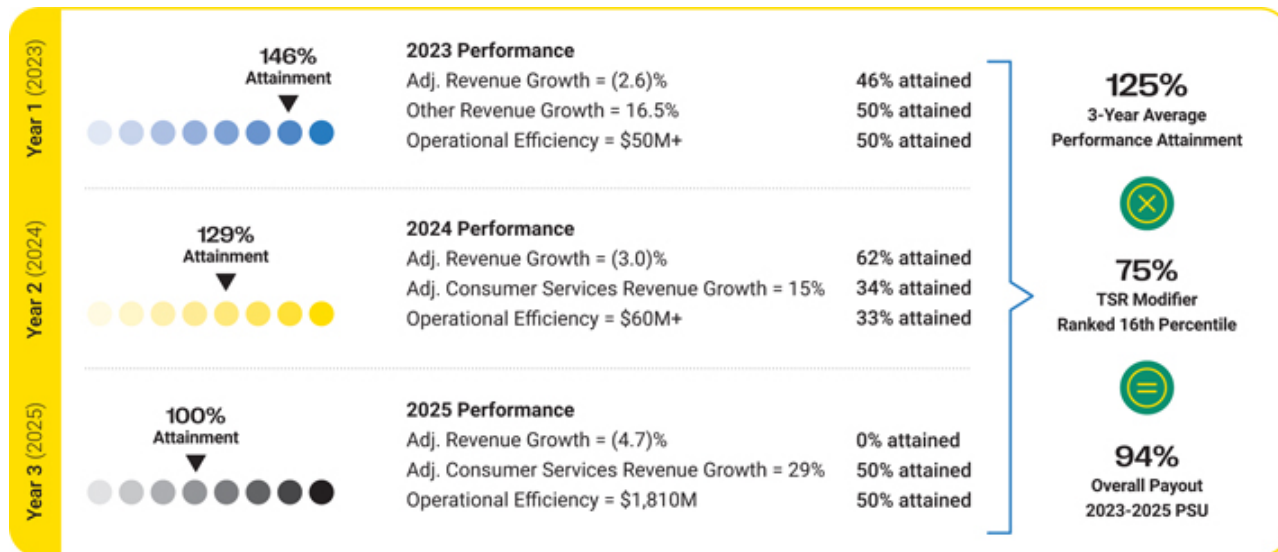 Year 1 (2023)
146%
Attainment
2023 Performance
Adj. Revenue Growth = (2.6)% 46% attained
Other Revenue Growth = 16.5% 50% attained
Operational Efficiency = $50M+ 50% attained
Year 2 (2024)
129%
Attainment
2024 Performance
Adj. Revenue Growth = (3.0)% 62% attained
Adj. Consumer Services Revenue Growth = 15% 34% attained
Operational Efficiency = $60M+ 33% attained
Year 3 (2025)
100%
Attainment
2025 Performance
Adj. Revenue Growth = (4.7)% 0% attained
Adj. Consumer Services Revenue Growth = 29% 50% attained
Operational Efficiency = $1,810M 50% attained
125%
3-Year Average
Performance Attainment
×
75%
TSR Modifier
Ranked 16th Percentile
=
94%
Overall Payout
2023-2025 PSU